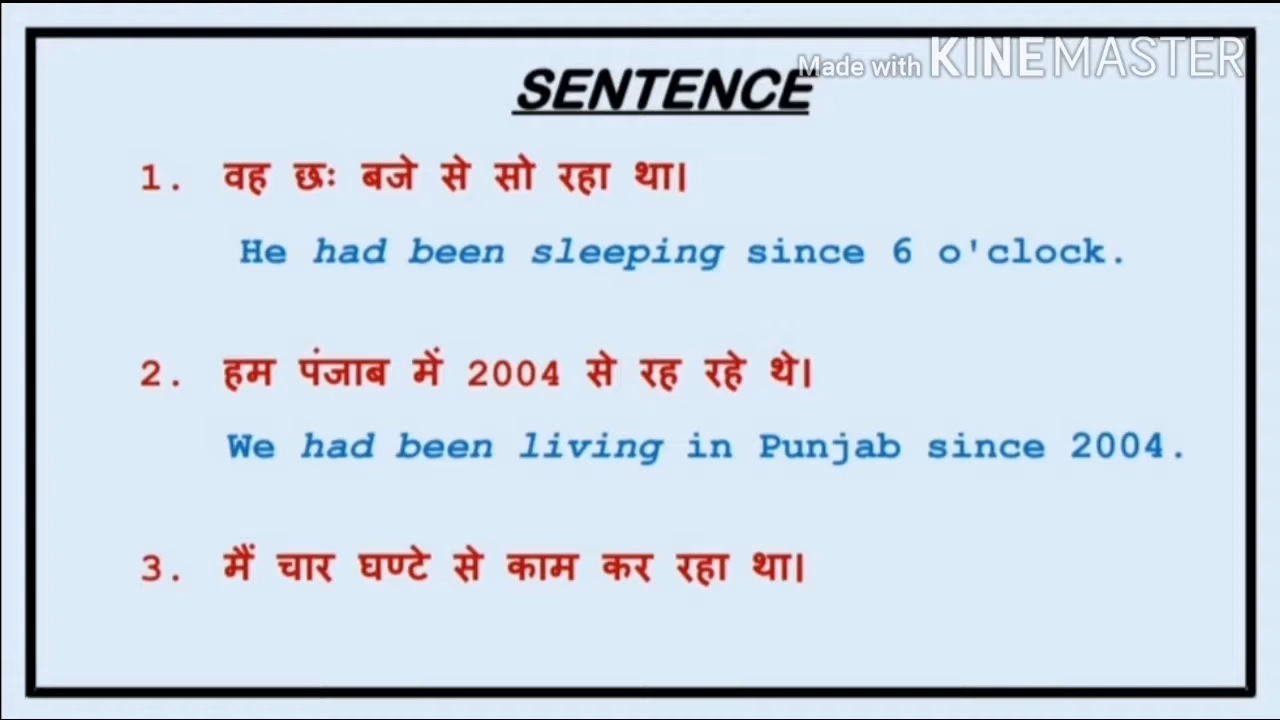 Made with KINEMASTER
SENTENCE
1. वह छः बजे से सो रहा था।
He had been sleeping since 6 o'clock.
2. हम पंजाब में 2004 से रह रहे थे।
We had been living in Punjab since 2004.
3. मैं चार घण्टे से काम कर रहा था।